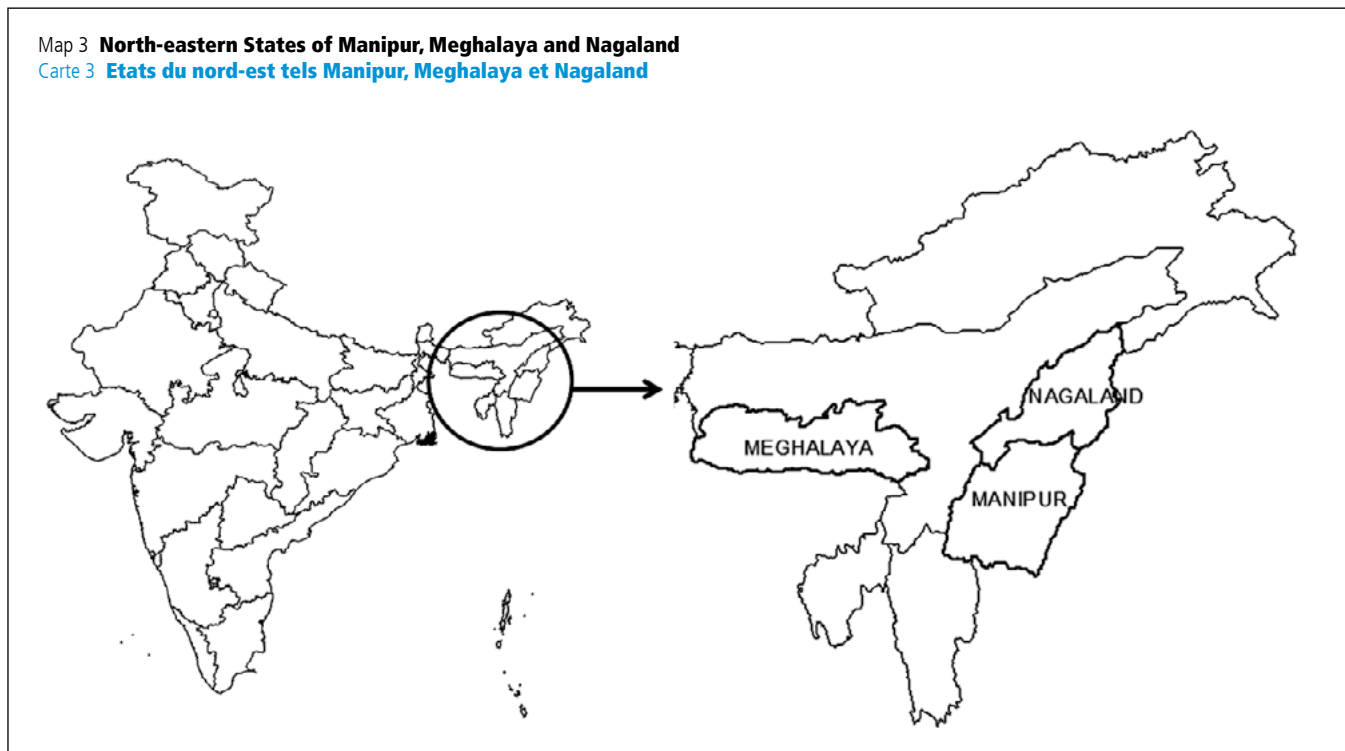 Map 3 North-eastern States of Manipur, Meghalaya and Nagaland
Carte 3 Etats du nord-est tels Manipur, Meghalaya et Nagaland
NAGALAND
MEGHALAYA
MANIPUR